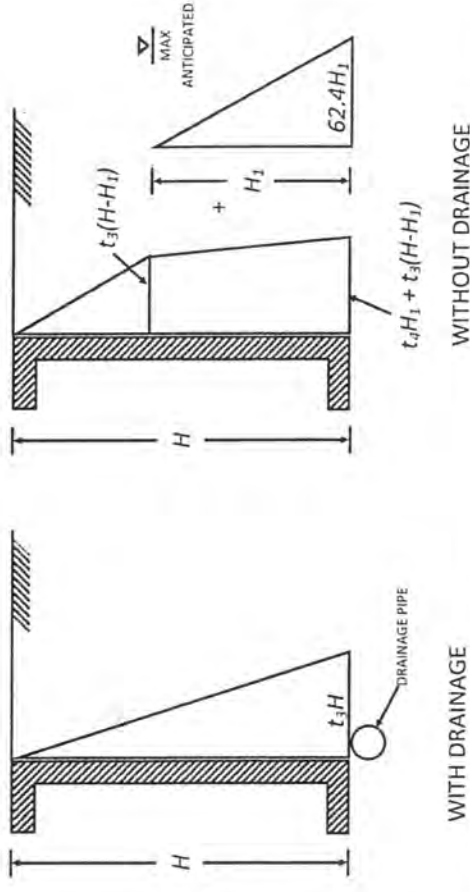 H
t₃H
DRAINAGE PIPE
WITH DRAINAGE
H
t₃(H-H₁)
+
H₁
MAX
ANTICIPATED
62.4H₁
t₄H₁ + t₃(H-H₁)
WITHOUT DRAINAGE